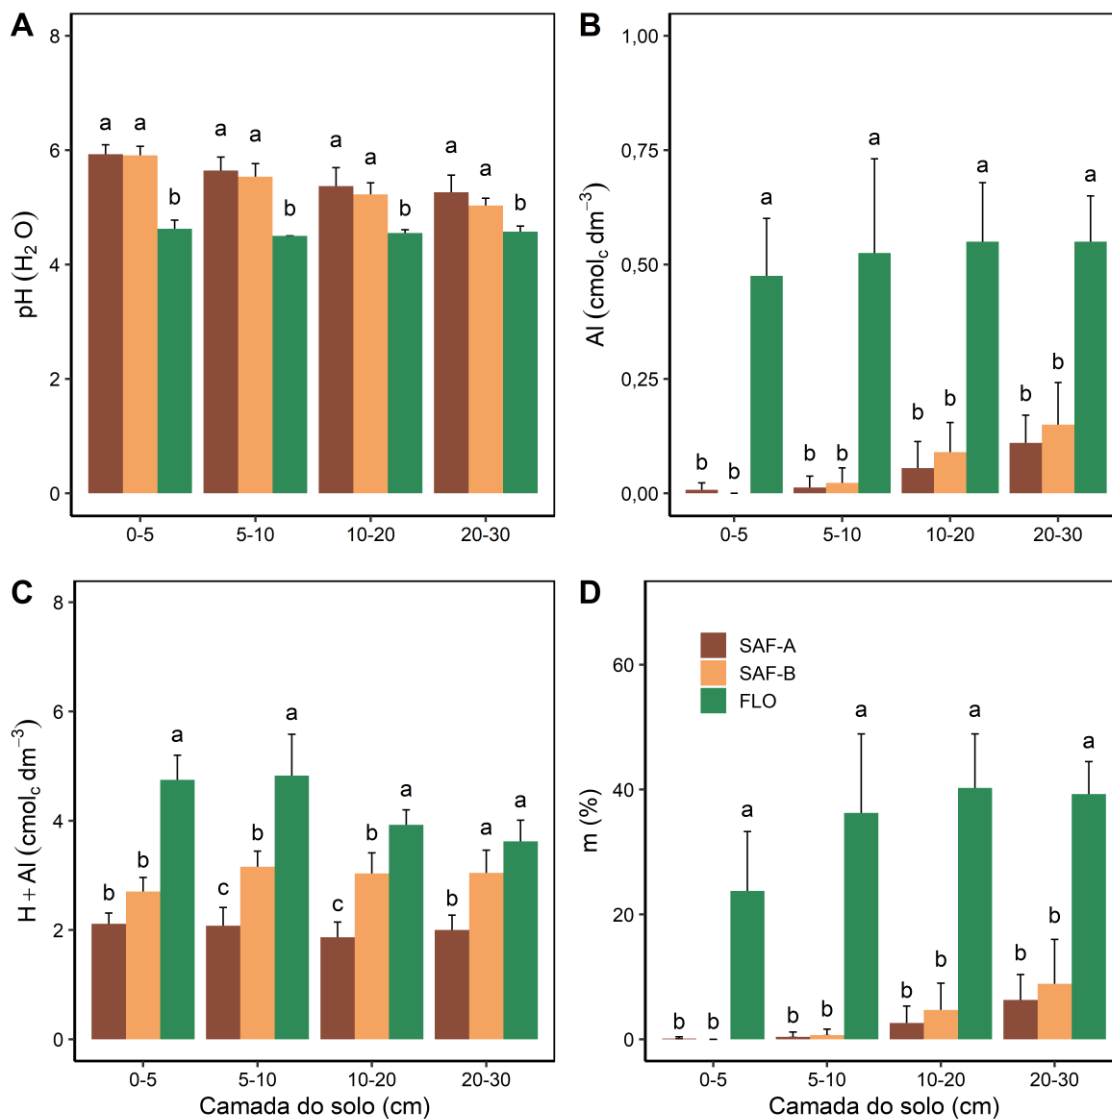 A
8
6
4
2
0
pH (H₂ O)
a a b
a a b
a a b
a a b
0-5 5-10 10-20 20-30
B
1,00
0,75
0,50
0,25
0,00
Al (cmolc dm⁻³)
b b a
b b a
b b a
b b a
0-5 5-10 10-20 20-30
C
8
6
4
2
0
H + Al (cmolc dm⁻³)
b b a
c b a
c b a
b a a
0-5 5-10 10-20 20-30
Camada do solo (cm)
D
60
40
20
0
m (%)
SAF-A
SAF-B
FLO
b b a
b b a
b b a
b b a
0-5 5-10 10-20 20-30
Camada do solo (cm)